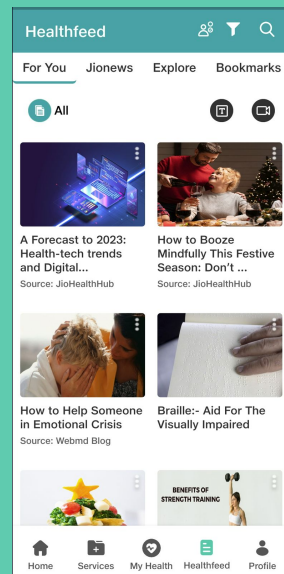 Healthfeed
For You Jionews Explore Bookmarks
All
T
A Forecast to 2023:
Health-tech trends
and Digital...
Source: JioHealthHub
How to Booze
Mindfully This Festive
Season: Don't ...
Source: JioHealthHub
How to Help Someone
in Emotional Crisis
Source: Webmd Blog
Braille:- Aid For The
Visually Impaired
BENEFITS OF
STRENGTH TRAINING
Home Services My Health Healthfeed Profile